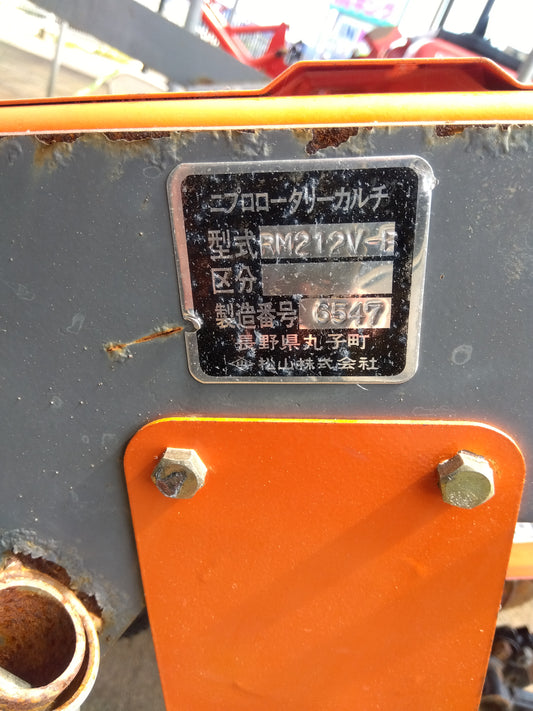 ニプロロータリーカルチ
型式 RM212V-F
区分
製造番号 6547
長野県丸子町
松山株式会社